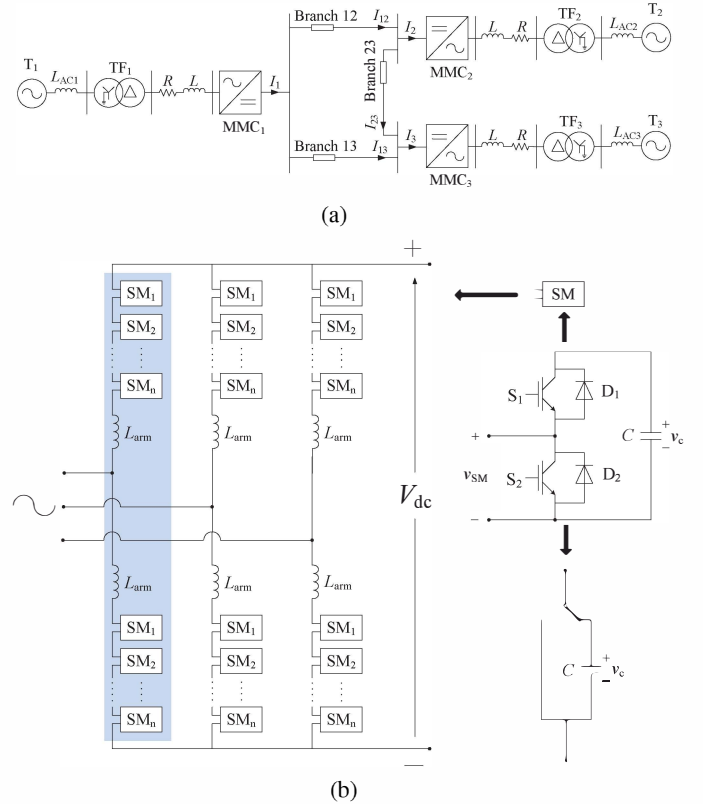 Branch 12 I12 I2 L R TF2 LAC2 T2
T1 LAC1 TF1 R L I1
MMC1
MMC2
Branch 23
I23 I3 L R TF3 LAC3 T3
Branch 13 I13
MMC3
(a)
+
SM1 SM1 SM1
SM2 SM2 SM2
SMn SMn SMn
Larm Larm Larm
Vdc
Larm Larm Larm
SM1 SM1 SM1
SM2 SM2 SM2
SMn SMn SMn
SM
S1 D1
+ C + − vc
vSM S2 D2
−
C + − vc
(b)